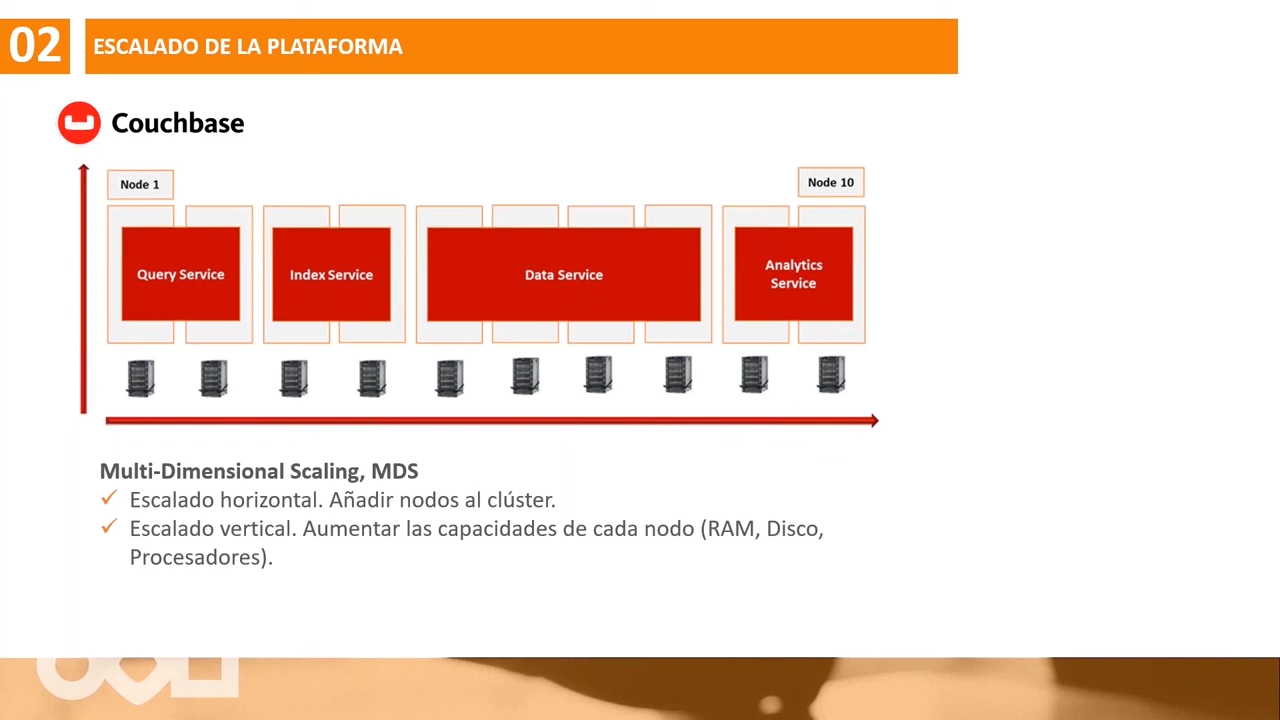 02
ESCALADO DE LA PLATAFORMA
Couchbase
Node 1
Node 10
Query Service
Index Service
Data Service
Analytics
Service
Multi-Dimensional Scaling, MDS
✓ Escalado horizontal. Añadir nodos al clúster.
✓ Escalado vertical. Aumentar las capacidades de cada nodo (RAM, Disco,
Procesadores).